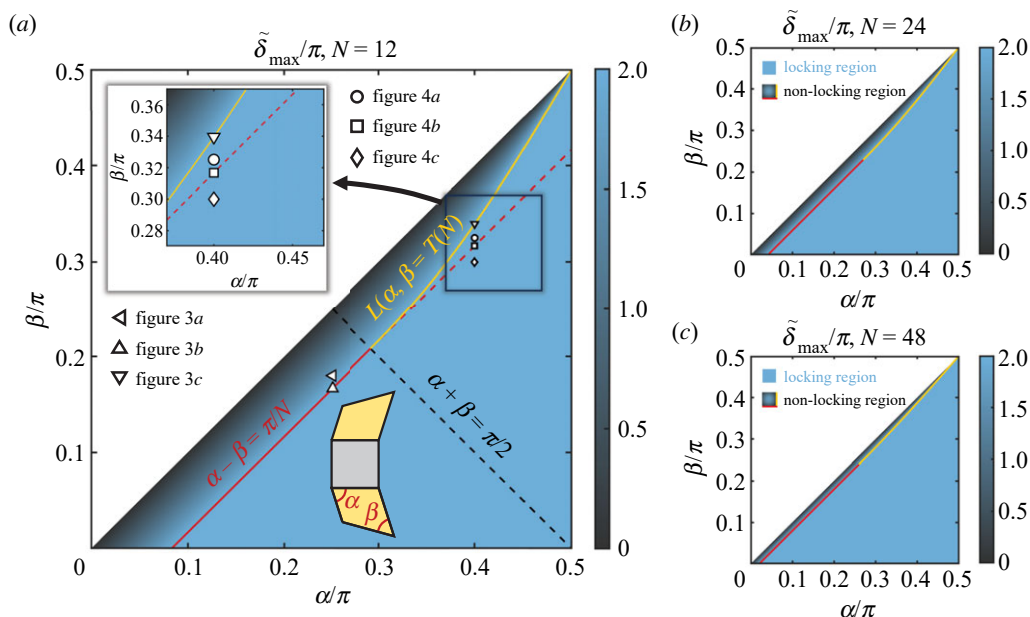 (a)
δ̃max/π, N = 12
0.5
0.4
0.3
0.2
0.1
β/π
0
0.1
0.2
0.3
0.4
0.5
α/π
0.36
0.34
0.32
0.30
0.28
β/π
0.40
0.45
α/π
figure 4a
figure 4b
figure 4c
figure 3a
figure 3b
figure 3c
L(α, β = T(N)
α – β = π/N
α + β = π/2
α
β
2.0
1.5
1.0
0.5
0
(b)
δ̃max/π, N = 24
locking region
non-locking region
0.5
0.4
0.3
0.2
0.1
β/π
0
0.1
0.2
0.3
0.4
0.5
α/π
2.0
1.5
1.0
0.5
0
(c)
δ̃max/π, N = 48
locking region
non-locking region
0.5
0.4
0.3
0.2
0.1
β/π
0
0.1
0.2
0.3
0.4
0.5
α/π
2.0
1.5
1.0
0.5
0